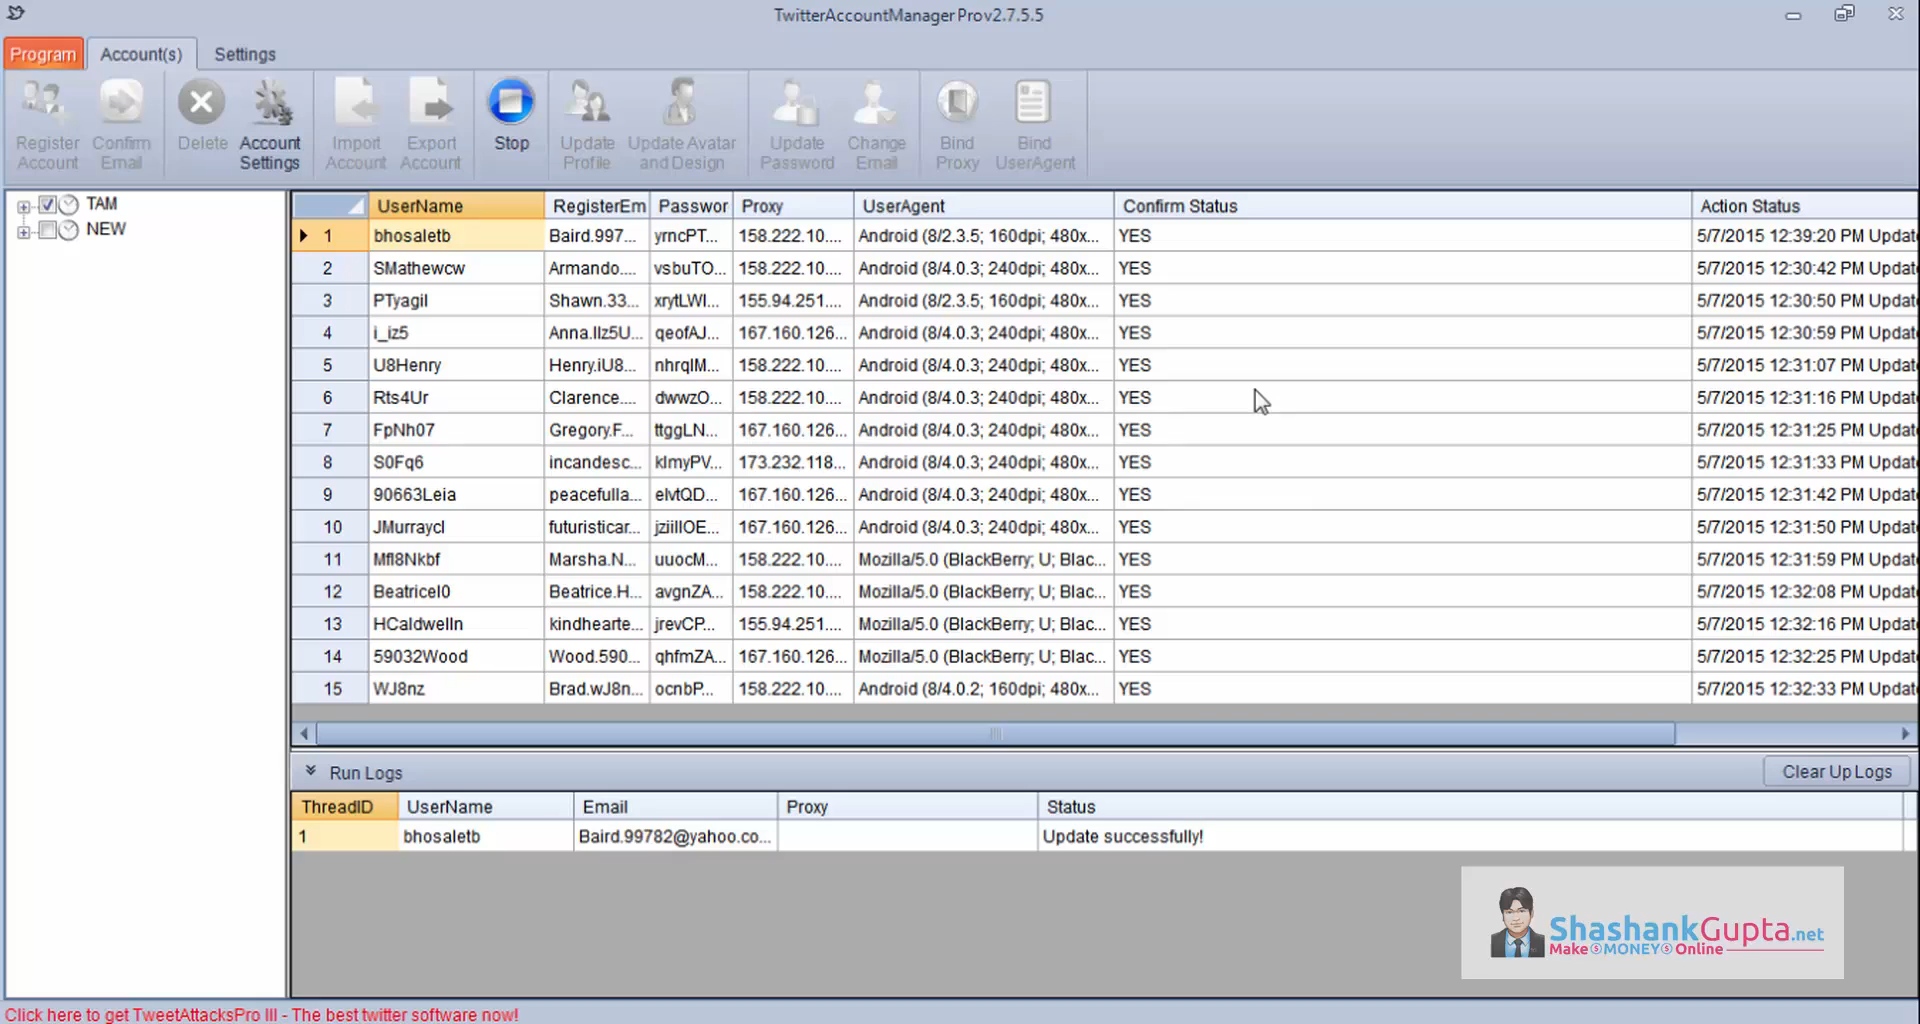 TwitterAccountManager Pro v2.7.5.5
Program Account(s) Settings
Register Account
Confirm Email
Delete
Account Settings
Import Account
Export Account
Stop
Update Profile
Update Avatar and Design
Update Password
Change Email
Bind Proxy
Bind UserAgent
TAM
NEW
UserName RegisterEm Passwor Proxy UserAgent Confirm Status Action Status
1 bhosaletb Baird.997... yrncPT... 158.222.10.... Android (8/2.3.5; 160dpi; 480x... YES 5/7/2015 12:39:20 PM Updat
2 SMathewcw Armando.... vsbuTO... 158.222.10.... Android (8/4.0.3; 240dpi; 480x... YES 5/7/2015 12:30:42 PM Updat
3 PTyagil Shawn.33... xrytLWI... 155.94.251.... Android (8/2.3.5; 160dpi; 480x... YES 5/7/2015 12:30:50 PM Updat
4 i_iz5 Anna.IIz5U... qeofAJ... 167.160.126... Android (8/4.0.3; 240dpi; 480x... YES 5/7/2015 12:30:59 PM Updat
5 U8Henry Henry.iU8... nhrqIM... 158.222.10.... Android (8/4.0.3; 240dpi; 480x... YES 5/7/2015 12:31:07 PM Updat
6 Rts4Ur Clarence.... dwwzO... 158.222.10.... Android (8/4.0.3; 240dpi; 480x... YES 5/7/2015 12:31:16 PM Updat
7 FpNh07 Gregory.F... ttggLN... 167.160.126... Android (8/4.0.3; 240dpi; 480x... YES 5/7/2015 12:31:25 PM Updat
8 S0Fq6 incandesc... klmyPV... 173.232.118... Android (8/4.0.3; 240dpi; 480x... YES 5/7/2015 12:31:33 PM Updat
9 90663Leia peacefulla... elvtQD... 167.160.126... Android (8/4.0.3; 240dpi; 480x... YES 5/7/2015 12:31:42 PM Updat
10 JMurraycl futuristicar... jziillOE... 167.160.126... Android (8/4.0.3; 240dpi; 480x... YES 5/7/2015 12:31:50 PM Updat
11 Mfl8Nkbf Marsha.N... uuocM... 158.222.10.... Mozilla/5.0 (BlackBerry; U; Blac... YES 5/7/2015 12:31:59 PM Updat
12 Beatricel0 Beatrice.H... avgnZA... 158.222.10.... Mozilla/5.0 (BlackBerry; U; Blac... YES 5/7/2015 12:32:08 PM Updat
13 HCaldwelln kindhearte... jrevCP... 155.94.251.... Mozilla/5.0 (BlackBerry; U; Blac... YES 5/7/2015 12:32:16 PM Updat
14 59032Wood Wood.590... qhfmZA... 167.160.126... Mozilla/5.0 (BlackBerry; U; Blac... YES 5/7/2015 12:32:25 PM Updat
15 WJ8nz Brad.wJ8n... ocnbP... 158.222.10.... Android (8/4.0.2; 160dpi; 480x... YES 5/7/2015 12:32:33 PM Updat
Run Logs Clear Up Logs
ThreadID UserName Email Proxy Status
1 bhosaletb Baird.99782@yahoo.co... Update successfully!
ShashankGupta.net
Make $MONEY$ Online
Click here to get TweetAttacksPro III - The best twitter software now!